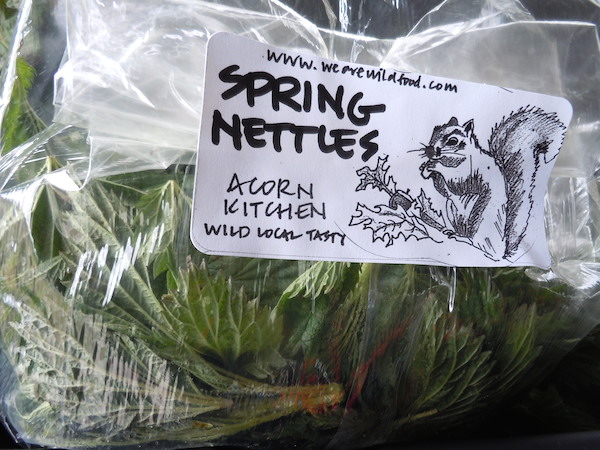 www.wearewildfood.com
SPRING
NETTLES
ACORN
KITCHEN
WILD LOCAL TASTY